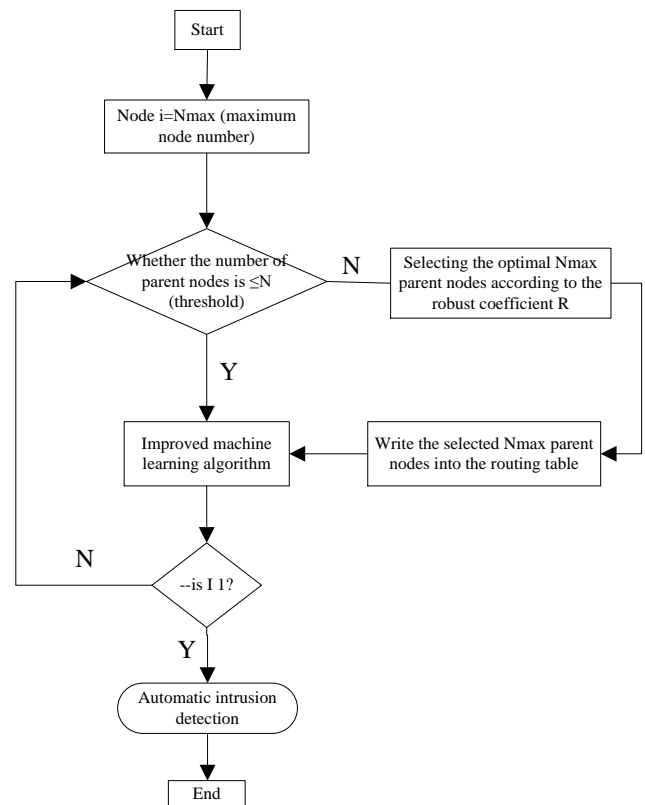 Start
Node i=Nmax (maximum
node number)
Whether the number of
parent nodes is ≤N
(threshold)
N
Selecting the optimal Nmax
parent nodes according to the
robust coefficient R
Y
Improved machine
learning algorithm
Write the selected Nmax parent
nodes into the routing table
N
--is I 1?
Y
Automatic intrusion
detection
End